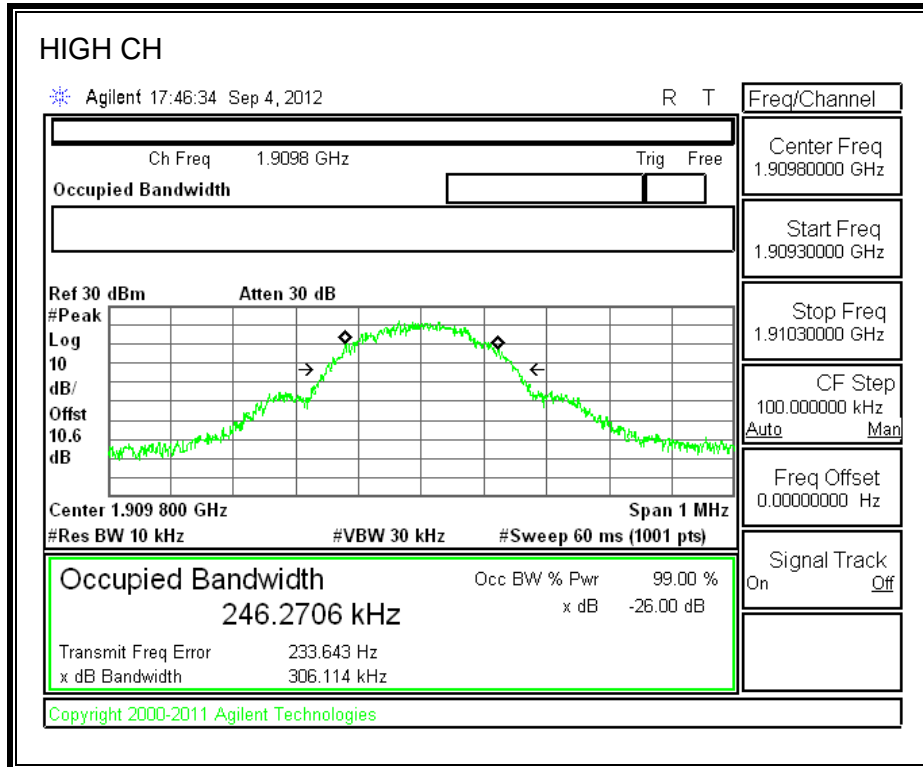 HIGH CH
Agilent 17:46:34 Sep 4, 2012 R T
Freq/Channel
Ch Freq 1.9098 GHz Trig Free
Occupied Bandwidth
Center Freq
1.90980000 GHz
Start Freq
1.90930000 GHz
Stop Freq
1.91030000 GHz
CF Step
100.000000 kHz
Auto Man
Freq Offset
0.00000000 Hz
Signal Track
On Off
Ref 30 dBm Atten 30 dB
#Peak
Log
10
dB/
Offst
10.6
dB
Center 1.909 800 GHz Span 1 MHz
#Res BW 10 kHz #VBW 30 kHz #Sweep 60 ms (1001 pts)
Occupied Bandwidth Occ BW % Pwr 99.00 %
246.2706 kHz x dB -26.00 dB
Transmit Freq Error 233.643 Hz
x dB Bandwidth 306.114 kHz
Copyright 2000-2011 Agilent Technologies